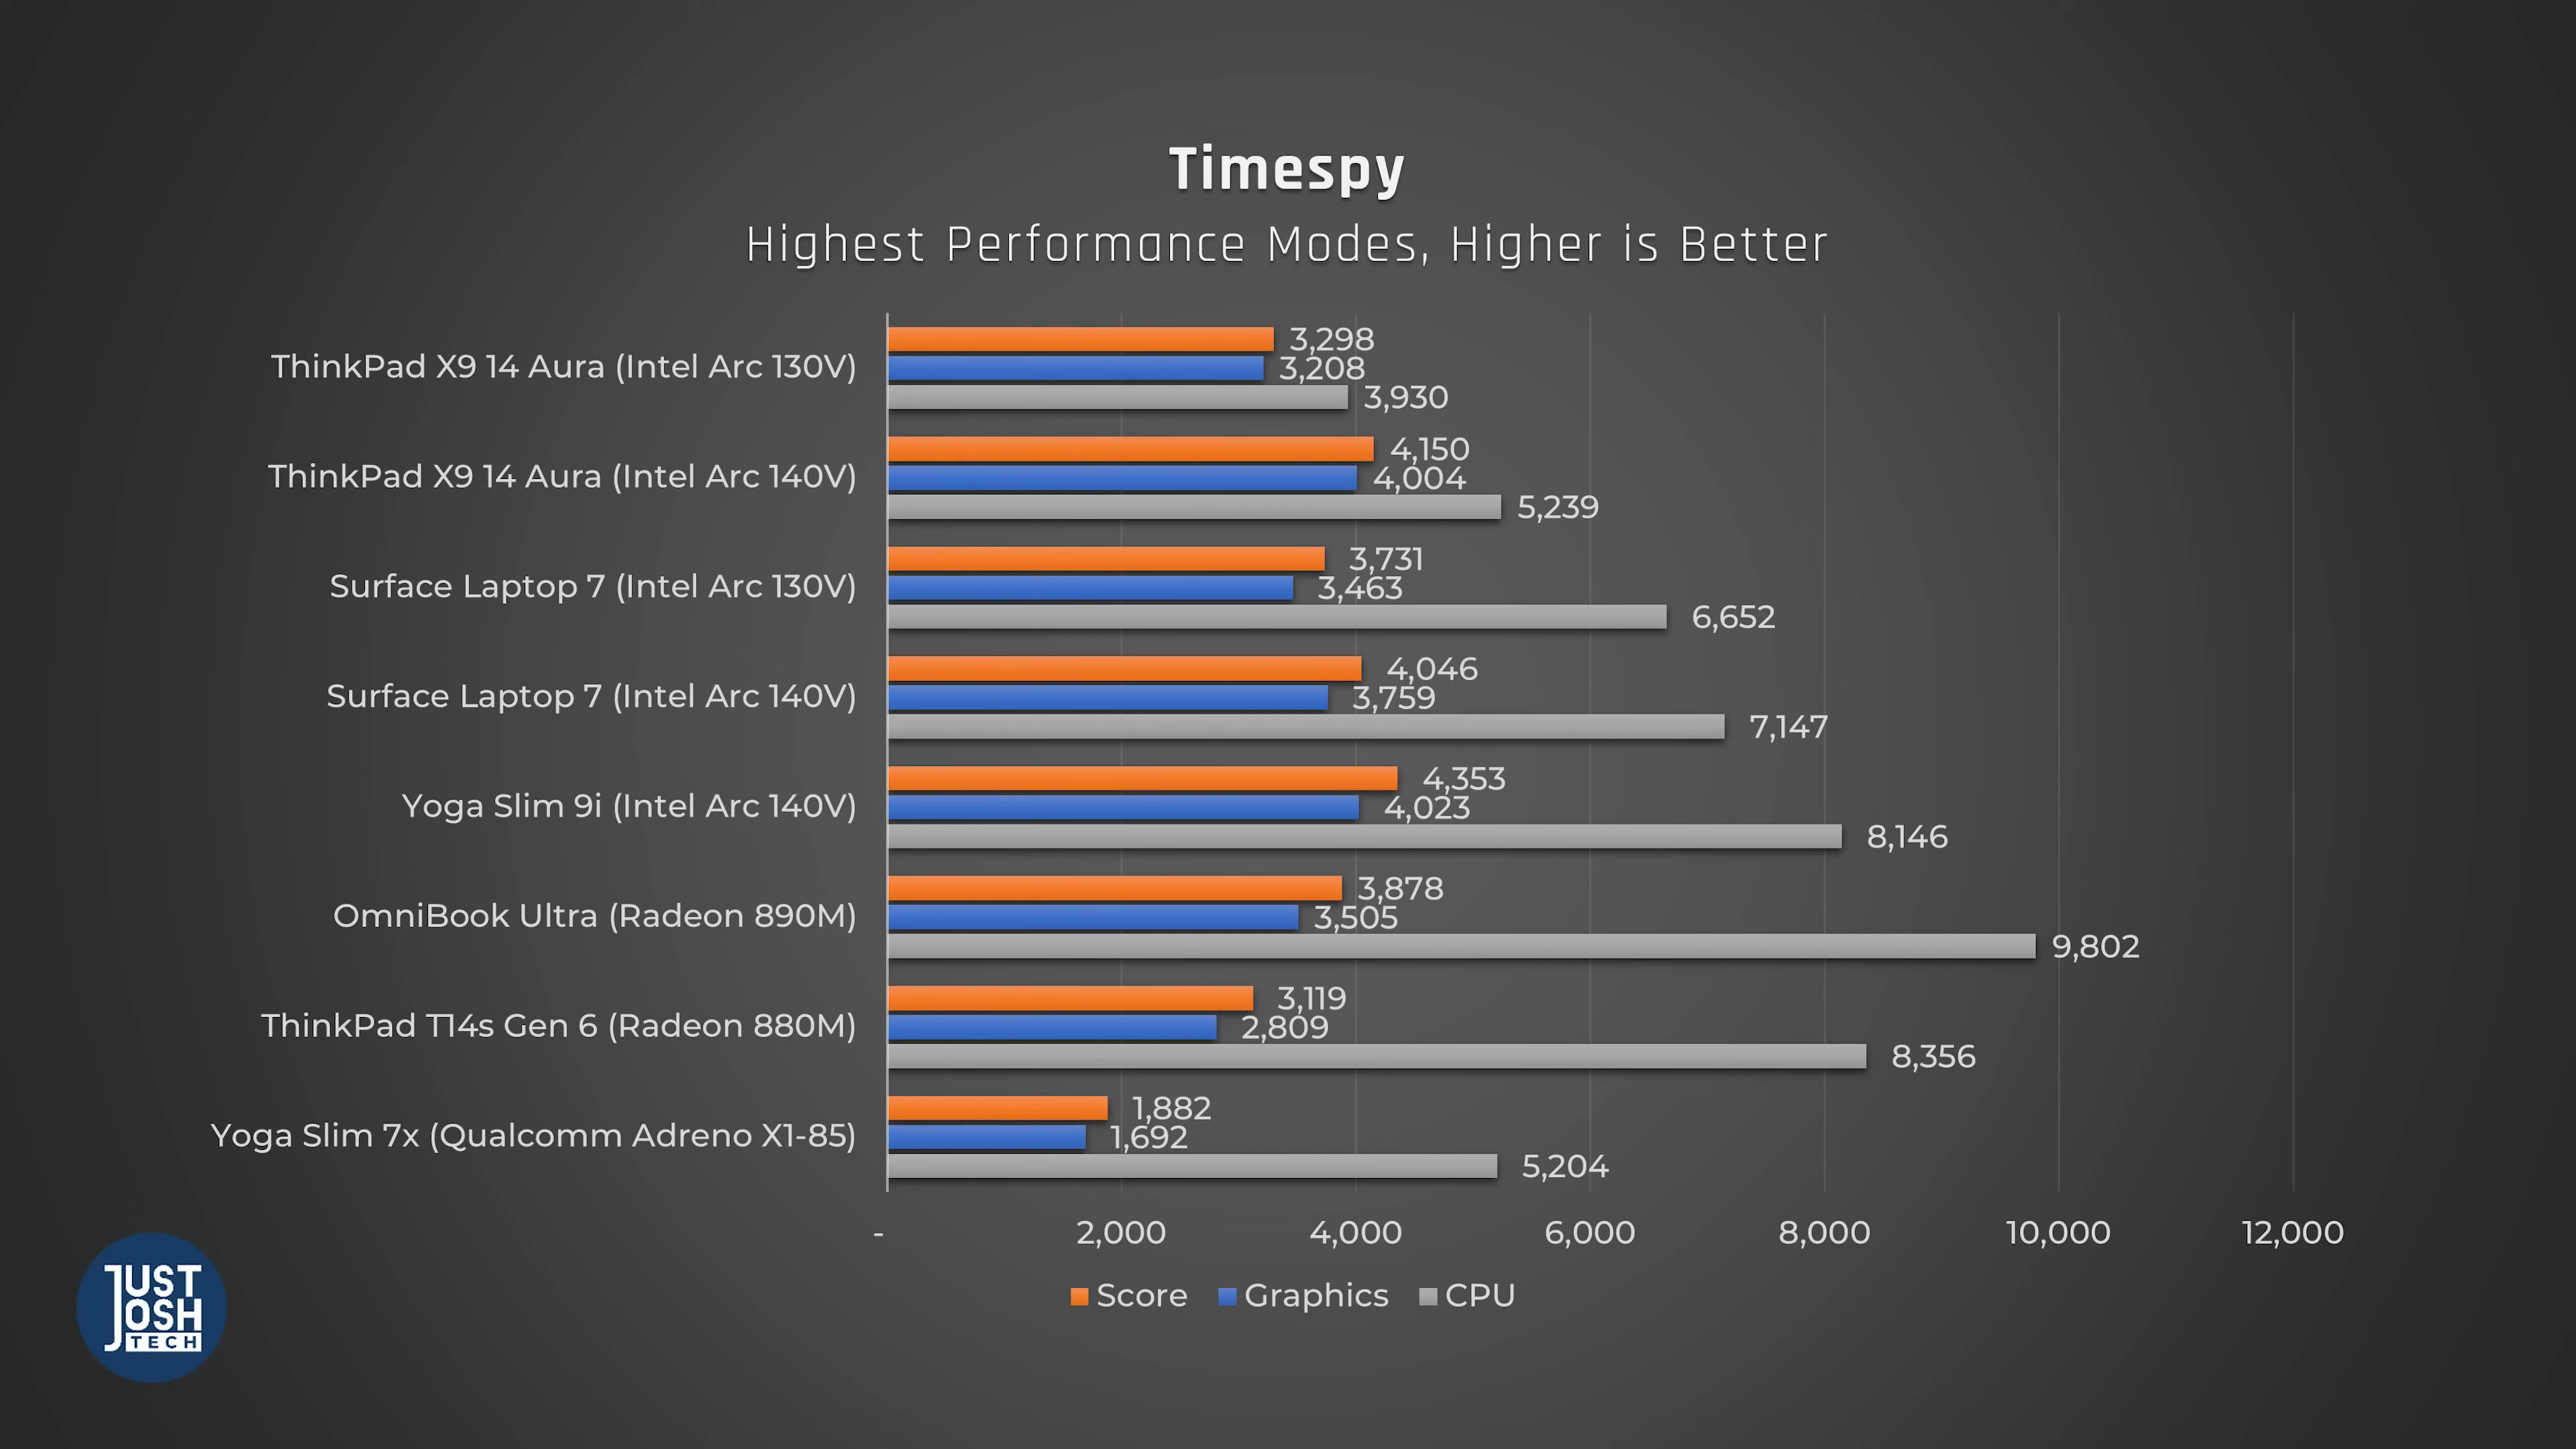 Timespy
Highest Performance Modes, Higher is Better
ThinkPad X9 14 Aura (Intel Arc 130V)
3,298
3,208
3,930
ThinkPad X9 14 Aura (Intel Arc 140V)
4,150
4,004
5,239
Surface Laptop 7 (Intel Arc 130V)
3,731
3,463
6,652
Surface Laptop 7 (Intel Arc 140V)
4,046
3,759
7,147
Yoga Slim 9i (Intel Arc 140V)
4,353
4,023
8,146
OmniBook Ultra (Radeon 890M)
3,878
3,505
9,802
ThinkPad T14s Gen 6 (Radeon 880M)
3,119
2,809
8,356
Yoga Slim 7x (Qualcomm Adreno X1-85)
1,882
1,692
5,204
- 2,000 4,000 6,000 8,000 10,000 12,000
Score Graphics CPU
JUST
JOSH
TECH